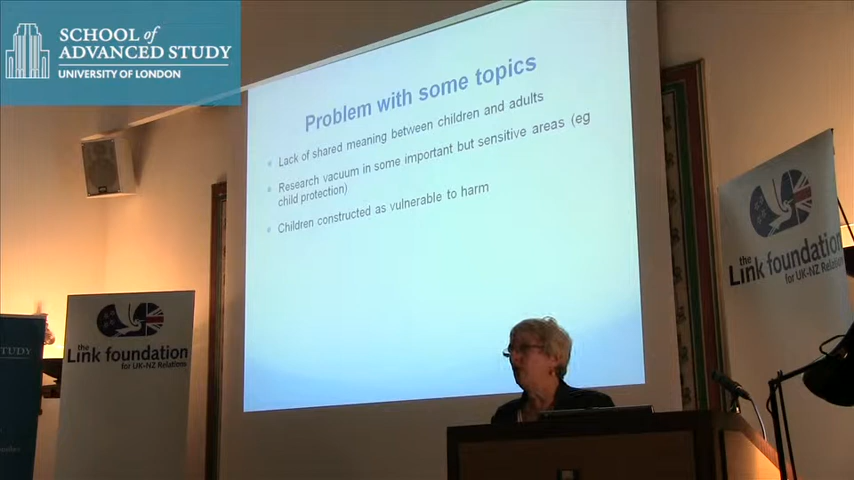 SCHOOL of
ADVANCED STUDY
UNIVERSITY OF LONDON
Problem with some topics
Lack of shared meaning between children and adults
Research vacuum in some important but sensitive areas (eg
child protection)
Children constructed as vulnerable to harm
the
Link foundation
for UK-NZ Relations
the
Link foundation
for UK-NZ Relations
STUDY